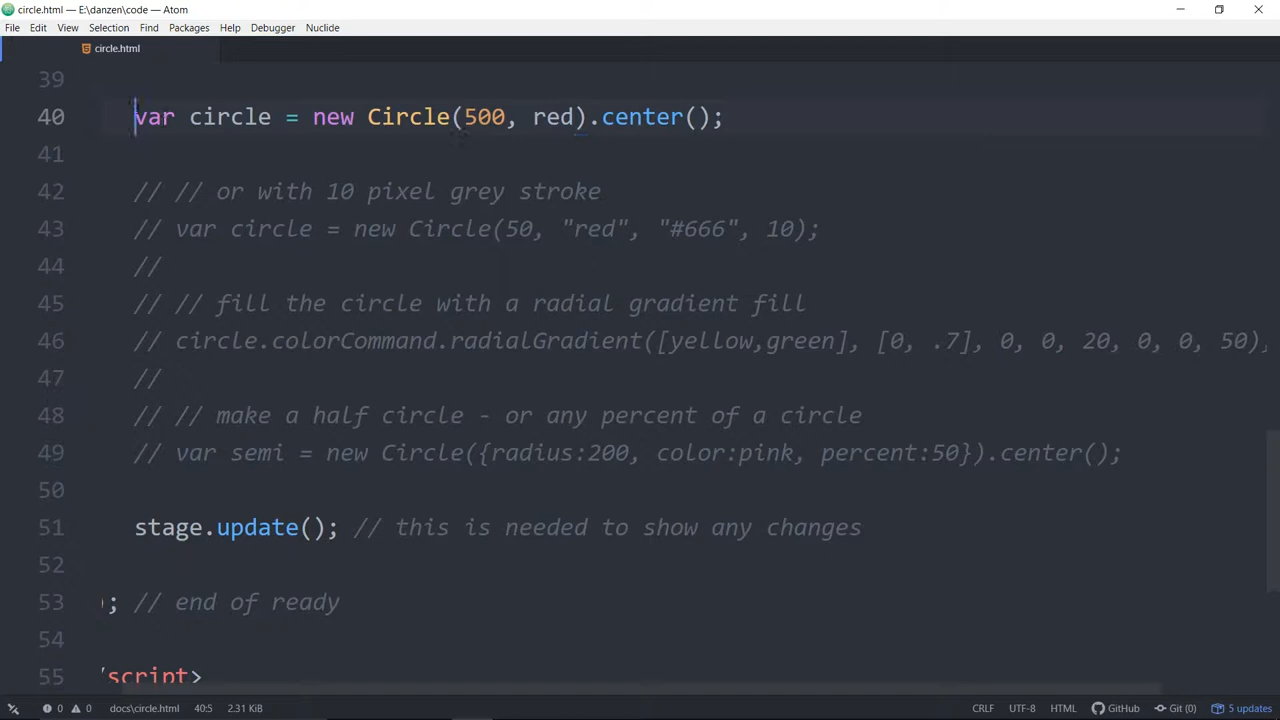 circle.html — E:\danzen\code — Atom
File Edit View Selection Find Packages Help Debugger Nuclide
circle.html
39
40 var circle = new Circle(500, red).center();
41
42 // // or with 10 pixel grey stroke
43 // var circle = new Circle(50, "red", "#666", 10);
44 //
45 // // fill the circle with a radial gradient fill
46 // circle.colorCommand.radialGradient([yellow,green], [0, .7], 0, 0, 20, 0, 0, 50),
47 //
48 // // make a half circle - or any percent of a circle
49 // var semi = new Circle({radius:200, color:pink, percent:50}).center();
50
51 stage.update(); // this is needed to show any changes
52
53 ); // end of ready
54
55 /script>
0 0 docs\circle.html 40:5 2.31 KiB CRLF UTF-8 HTML GitHub Git (0) 5 updates